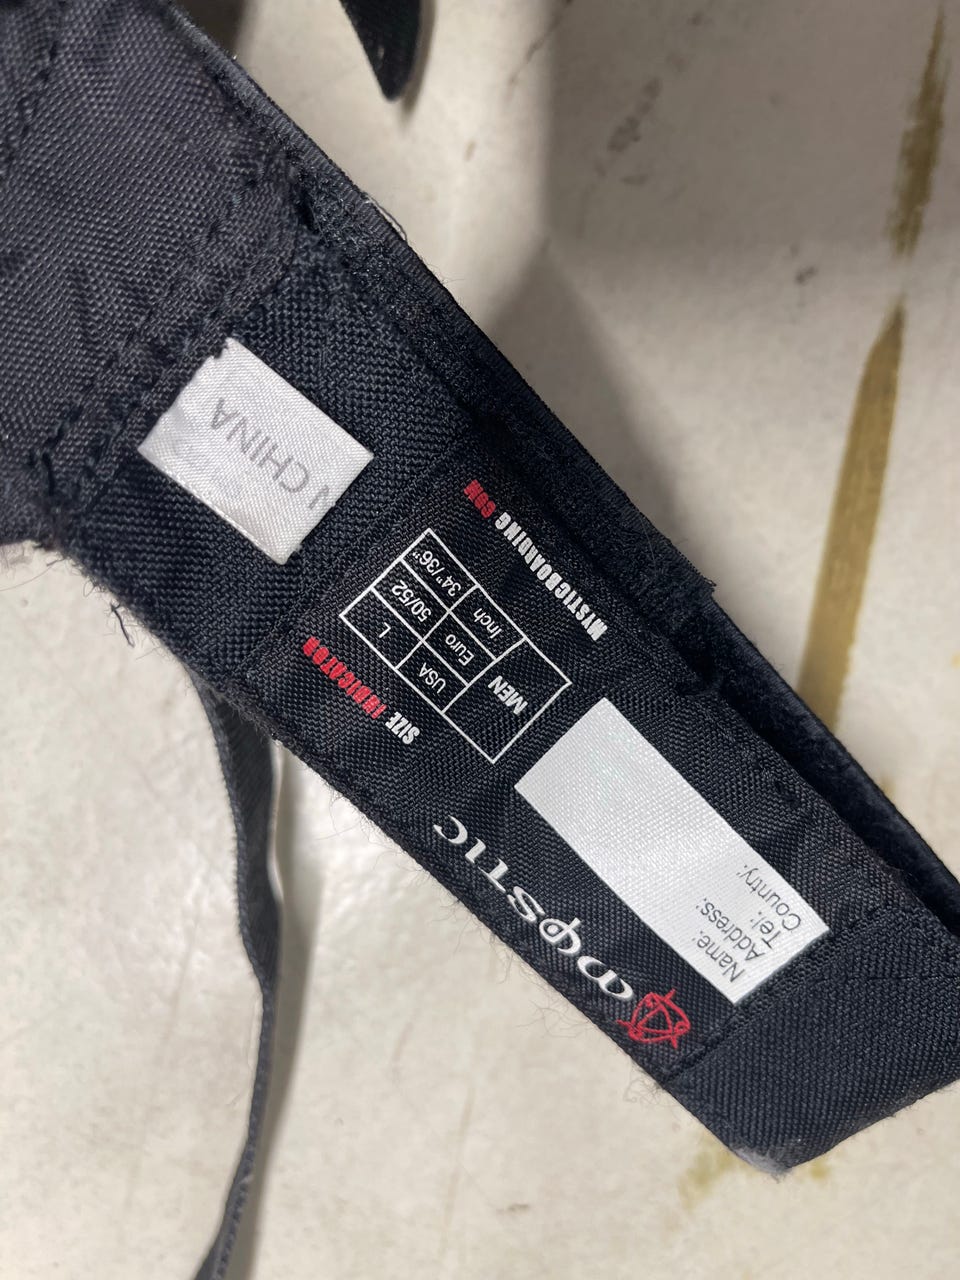 N CHINA
mystic
SIZE INDICATOR
MEN USA L
Euro 50/52
Inch 34"/36"
MYSTICBOARDING.COM
Name:
Address:
Tel:
Country: